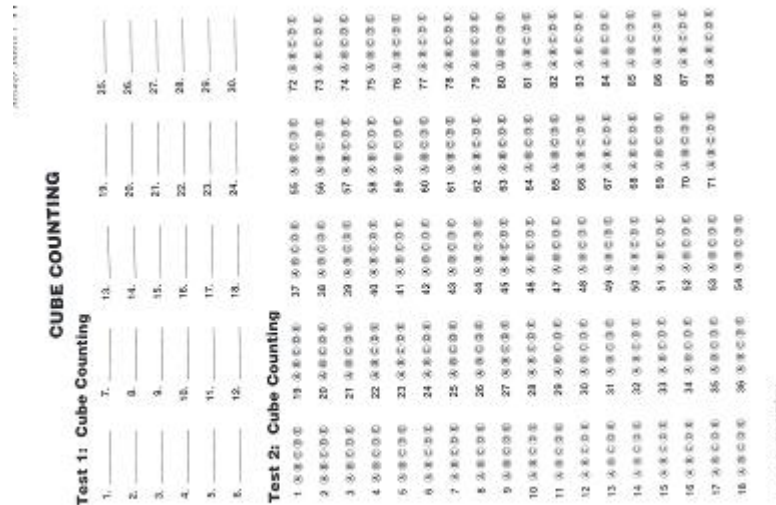 CUBE COUNTING
Test 1: Cube Counting
1. 7. 13. 19. 25.
2. 8. 14. 20. 26.
3. 9. 15. 21. 27.
4. 10. 16. 22. 28.
5. 11. 17. 23. 29.
6. 12. 18. 24. 30.
Test 2: Cube Counting
1 A B C D E 19 A B C D E 37 A B C D E 55 A B C D E 72 A B C D E
2 A B C D E 20 A B C D E 38 A B C D E 56 A B C D E 73 A B C D E
3 A B C D E 21 A B C D E 39 A B C D E 57 A B C D E 74 A B C D E
4 A B C D E 22 A B C D E 40 A B C D E 58 A B C D E 75 A B C D E
5 A B C D E 23 A B C D E 41 A B C D E 59 A B C D E 76 A B C D E
6 A B C D E 24 A B C D E 42 A B C D E 60 A B C D E 77 A B C D E
7 A B C D E 25 A B C D E 43 A B C D E 61 A B C D E 78 A B C D E
8 A B C D E 26 A B C D E 44 A B C D E 62 A B C D E 79 A B C D E
9 A B C D E 27 A B C D E 45 A B C D E 63 A B C D E 80 A B C D E
10 A B C D E 28 A B C D E 46 A B C D E 64 A B C D E 81 A B C D E
11 A B C D E 29 A B C D E 47 A B C D E 65 A B C D E 82 A B C D E
12 A B C D E 30 A B C D E 48 A B C D E 66 A B C D E 83 A B C D E
13 A B C D E 31 A B C D E 49 A B C D E 67 A B C D E 84 A B C D E
14 A B C D E 32 A B C D E 50 A B C D E 68 A B C D E 85 A B C D E
15 A B C D E 33 A B C D E 51 A B C D E 69 A B C D E 86 A B C D E
16 A B C D E 34 A B C D E 52 A B C D E 70 A B C D E 87 A B C D E
17 A B C D E 35 A B C D E 53 A B C D E 71 A B C D E 88 A B C D E
18 A B C D E 36 A B C D E 54 A B C D E